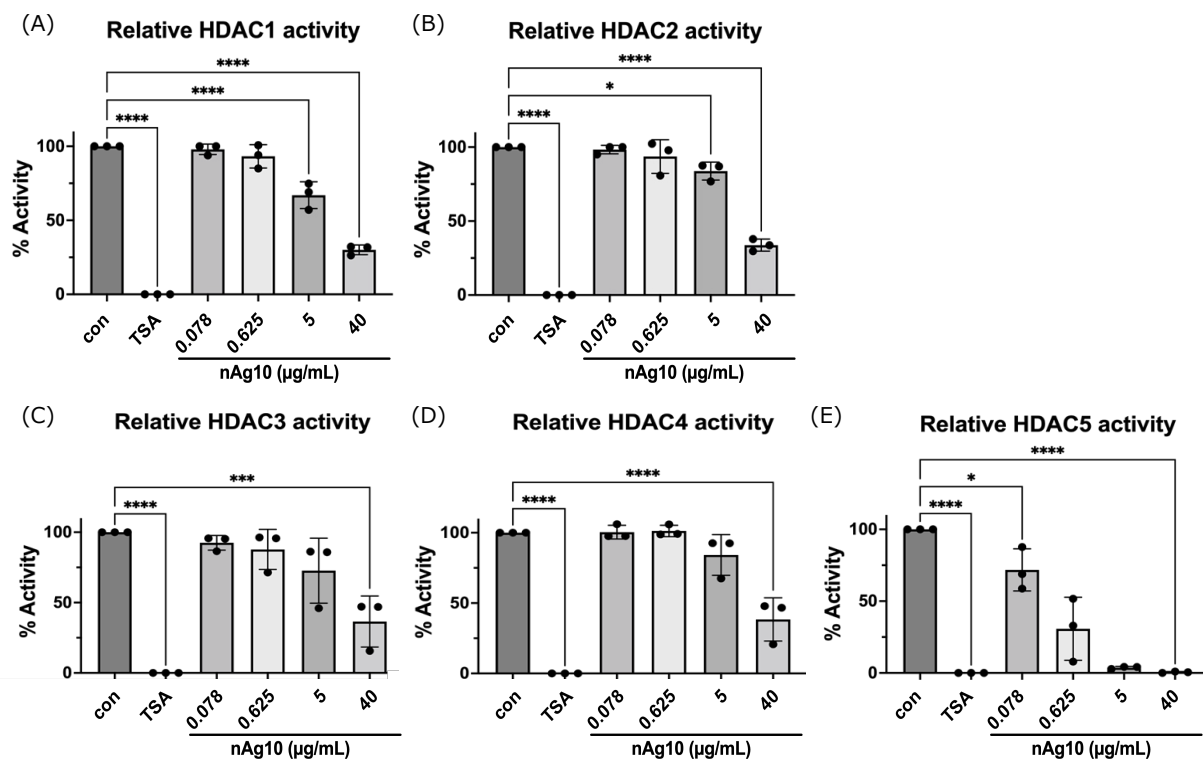 (A)
Relative HDAC1 activity
****
****
****
% Activity
100
50
0
con
TSA
0.078
0.625
5
40
nAg10 (µg/mL)
(B)
Relative HDAC2 activity
****
*
****
% Activity
100
50
0
con
TSA
0.078
0.625
5
40
nAg10 (µg/mL)
(C)
Relative HDAC3 activity
***
****
% Activity
100
50
0
con
TSA
0.078
0.625
5
40
nAg10 (µg/mL)
(D)
Relative HDAC4 activity
****
****
% Activity
100
50
0
con
TSA
0.078
0.625
5
40
nAg10 (µg/mL)
(E)
Relative HDAC5 activity
****
*
****
% Activity
100
50
0
con
TSA
0.078
0.625
5
40
nAg10 (µg/mL)